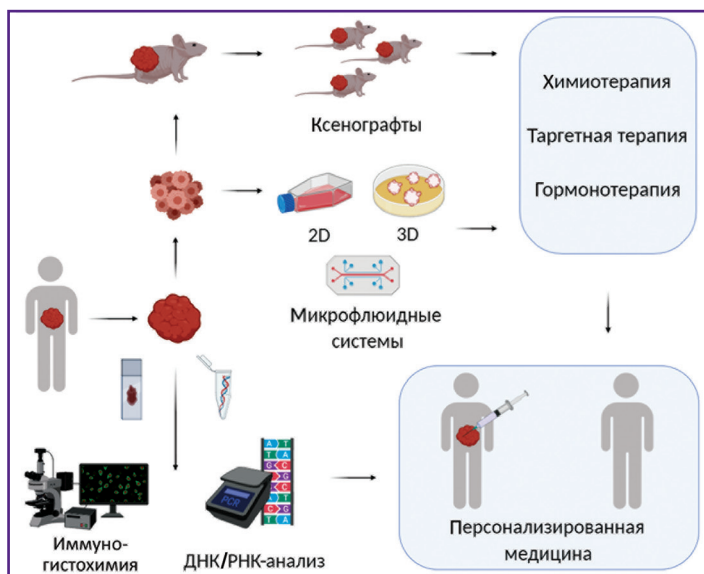 Ксенографты
Химиотерапия
Таргетная терапия
Гормонотерапия
2D
3D
Микрофлюидные
системы
Иммуно-
гистохимия
PCR
A T
T A
G C
C G
ДНК/РНК-анализ
Персонализированная
медицина